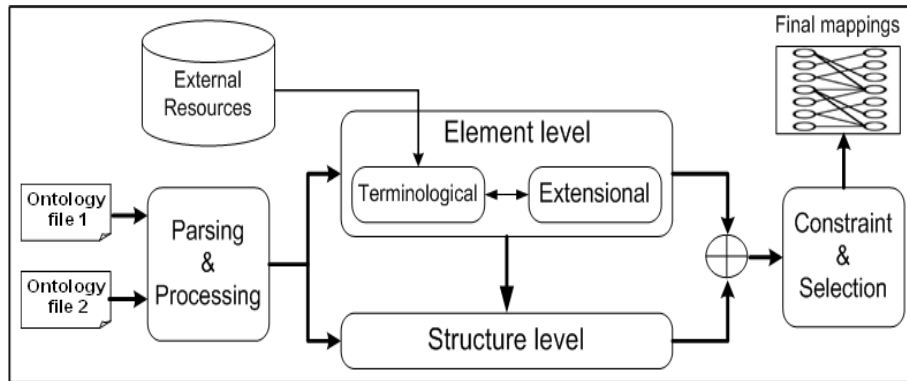 Final mappings
External
Resources
Element level
Terminological
Extensional
Ontology
file 1
Parsing
&
Processing
Ontology
file 2
Constraint
&
Selection
Structure level